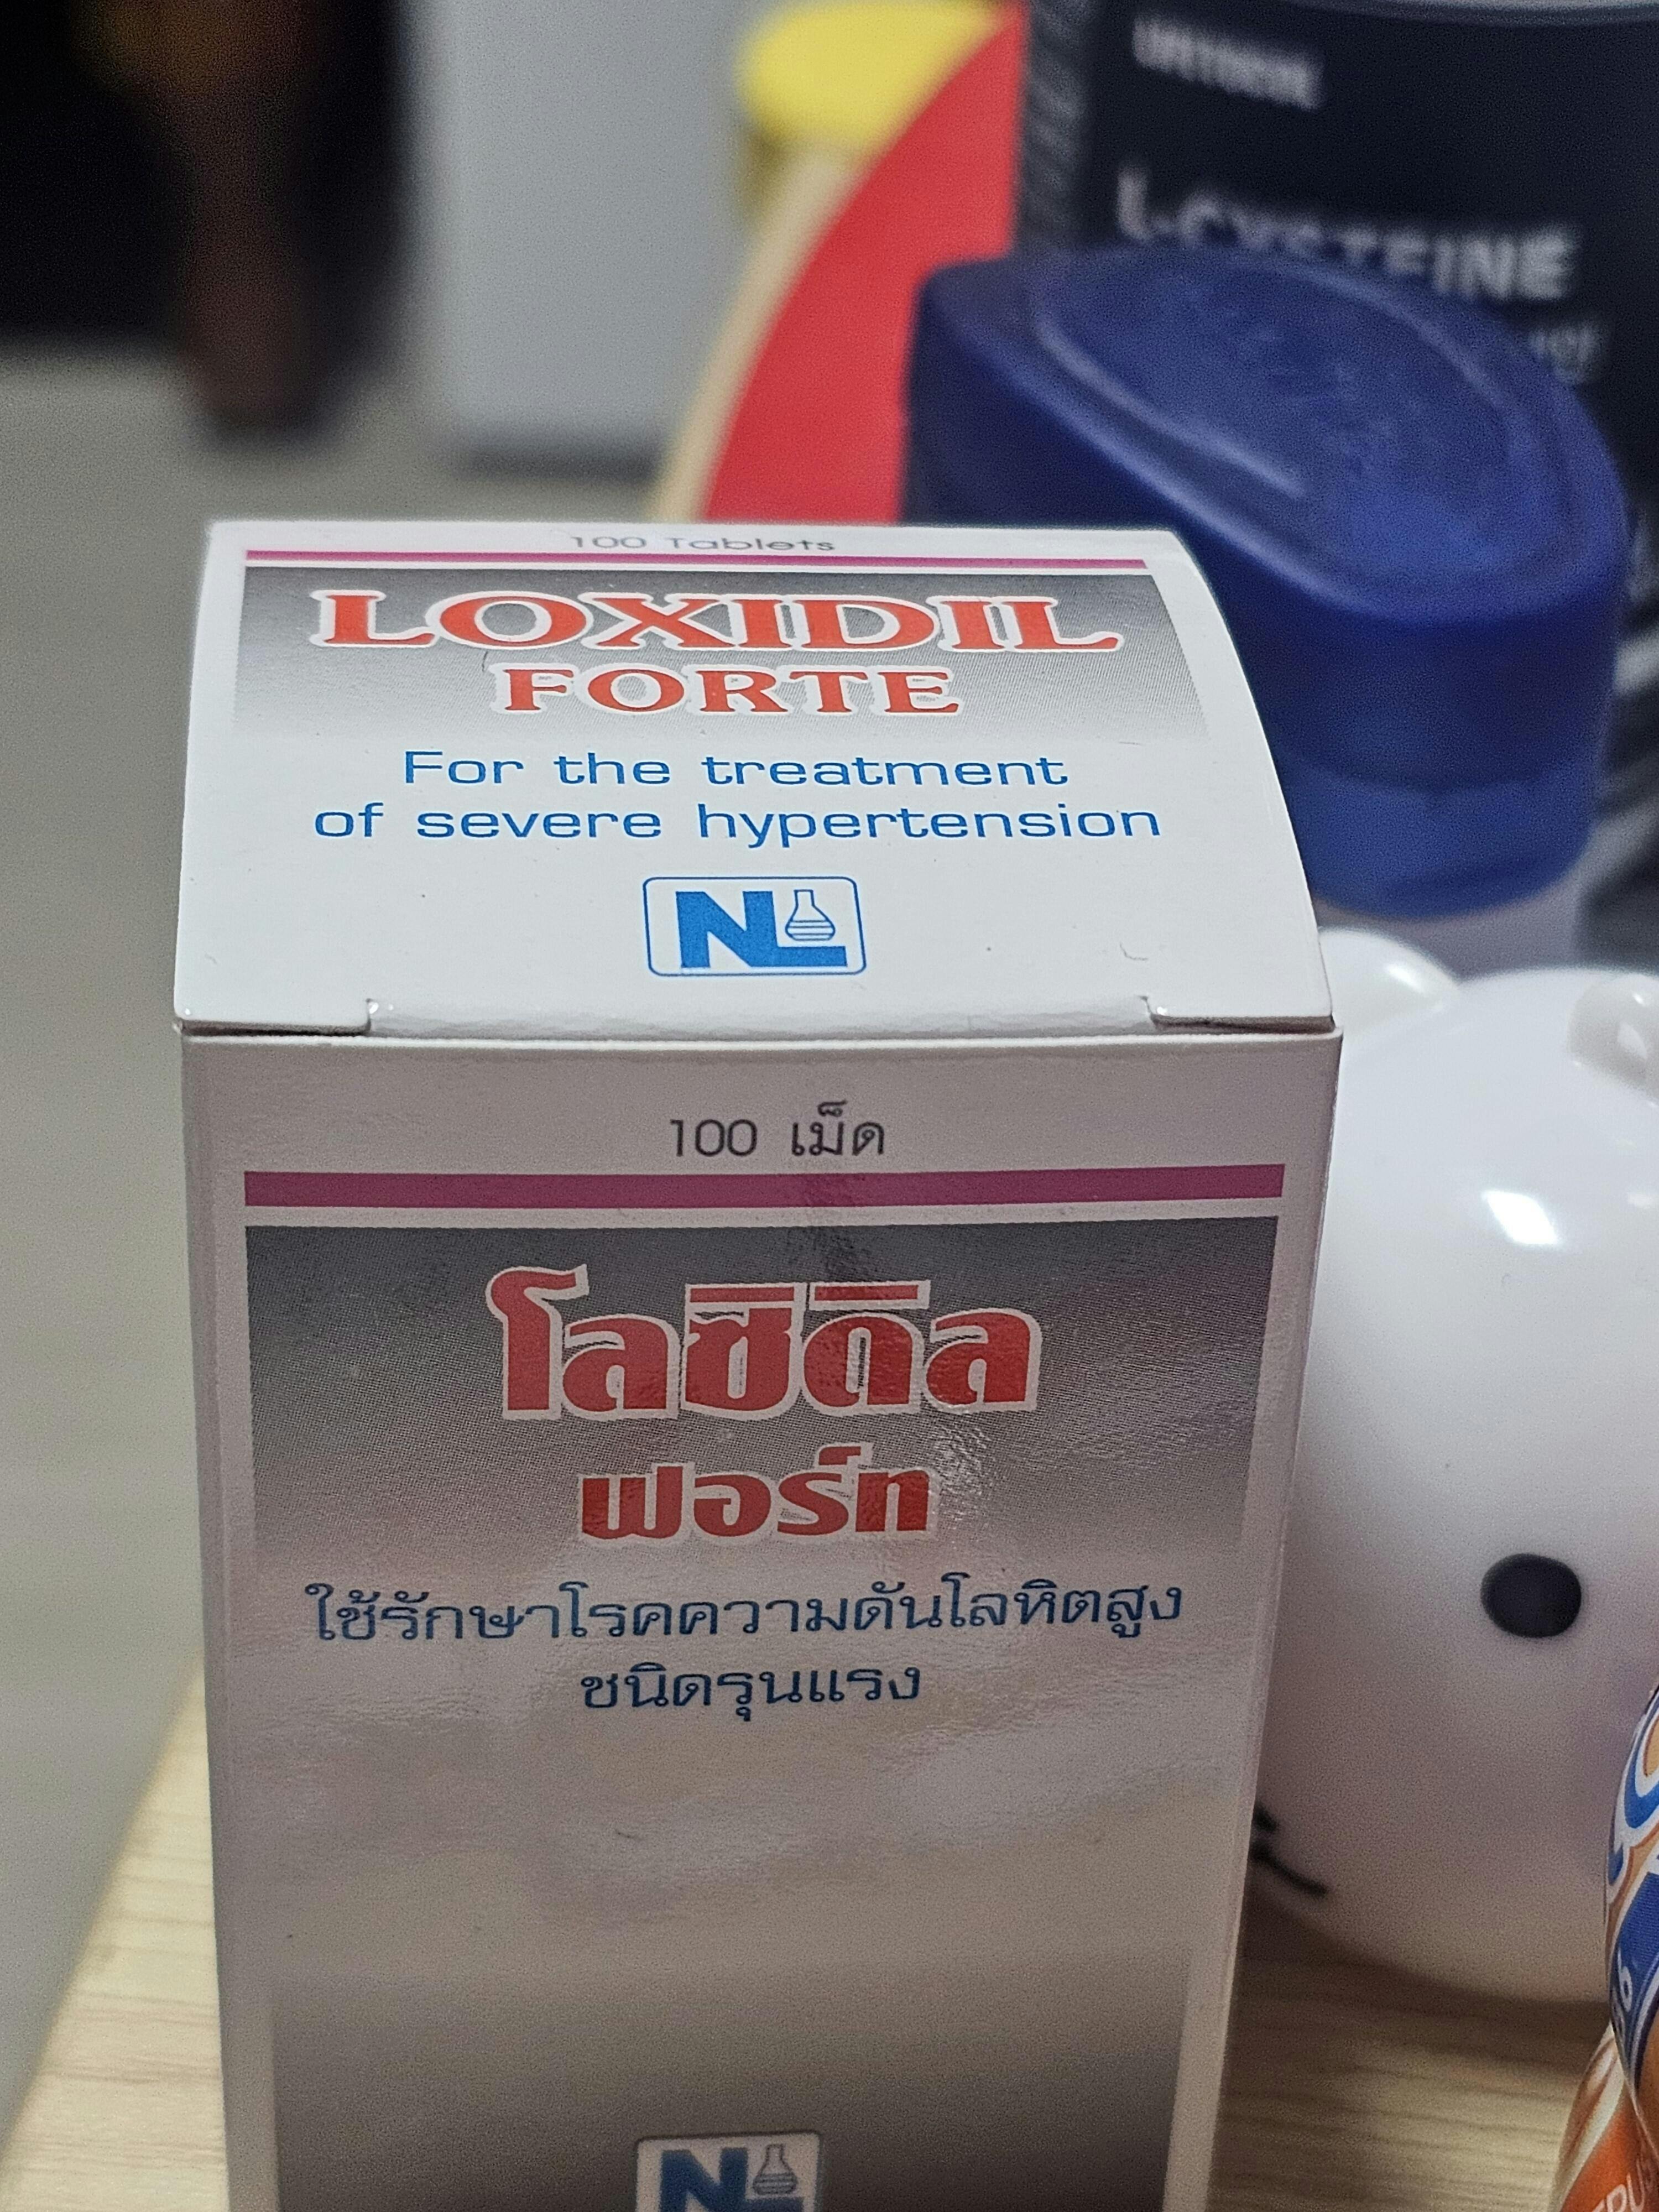 L-CYSTEINE
100 Tablets
LOXIDIL
FORTE
For the treatment
of severe hypertension
NL
100 เม็ด
โลซิดิล
ฟอร์ท
ใช้รักษาโรคความดันโลหิตสูง
ชนิดรุนแรง
NL